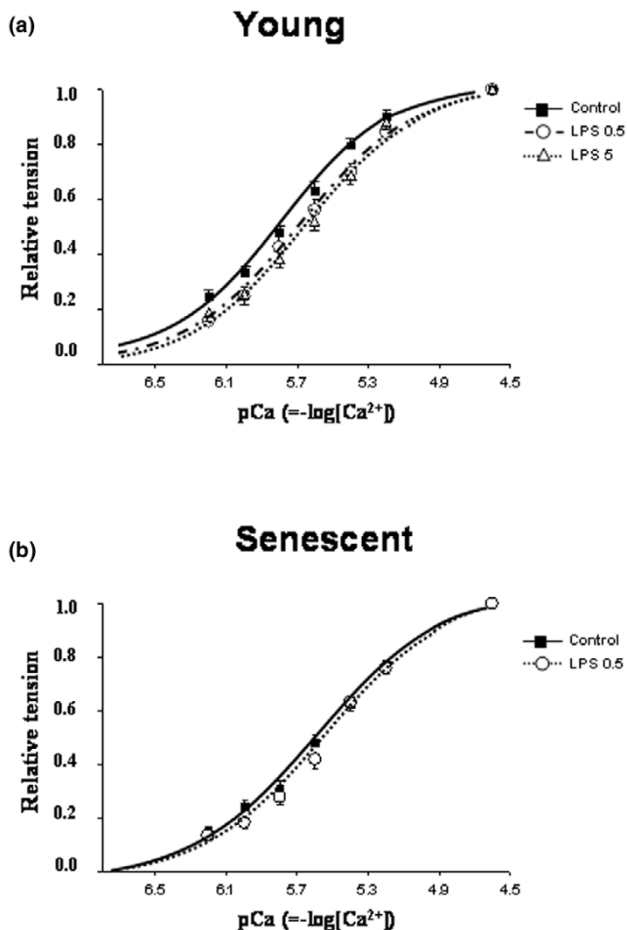 (a)
Young
1.0
0.8
0.6
0.4
0.2
0.0
Relative tension
Control
LPS 0.5
LPS 5
6.5 6.1 5.7 5.3 4.9 4.5
pCa (=-log[Ca²⁺])
(b)
Senescent
1.0
0.8
0.6
0.4
0.2
0.0
Relative tension
Control
LPS 0.5
6.5 6.1 5.7 5.3 4.9 4.5
pCa (=-log[Ca²⁺])